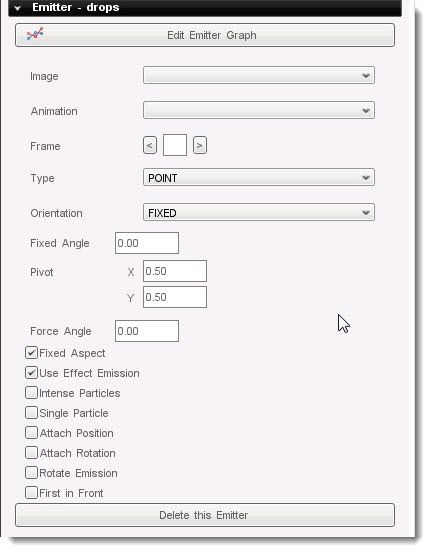 Emitter - drops
Edit Emitter Graph
Image
Animation
Frame < >
Type POINT
Orientation FIXED
Fixed Angle 0.00
Pivot X 0.50
Y 0.50
Force Angle 0.00
Fixed Aspect
Use Effect Emission
Intense Particles
Single Particle
Attach Position
Attach Rotation
Rotate Emission
First in Front
Delete this Emitter